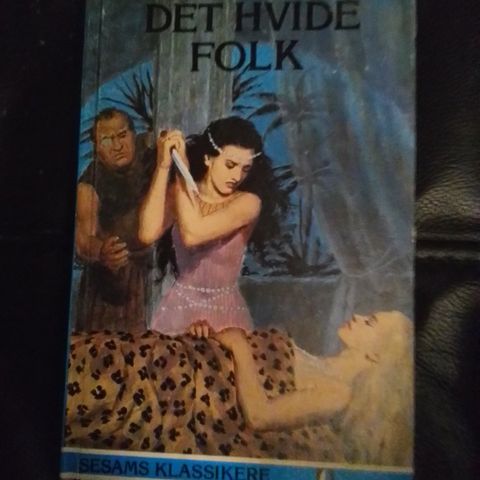 DET HVIDE
FOLK
SESAMS KLASSIKERE